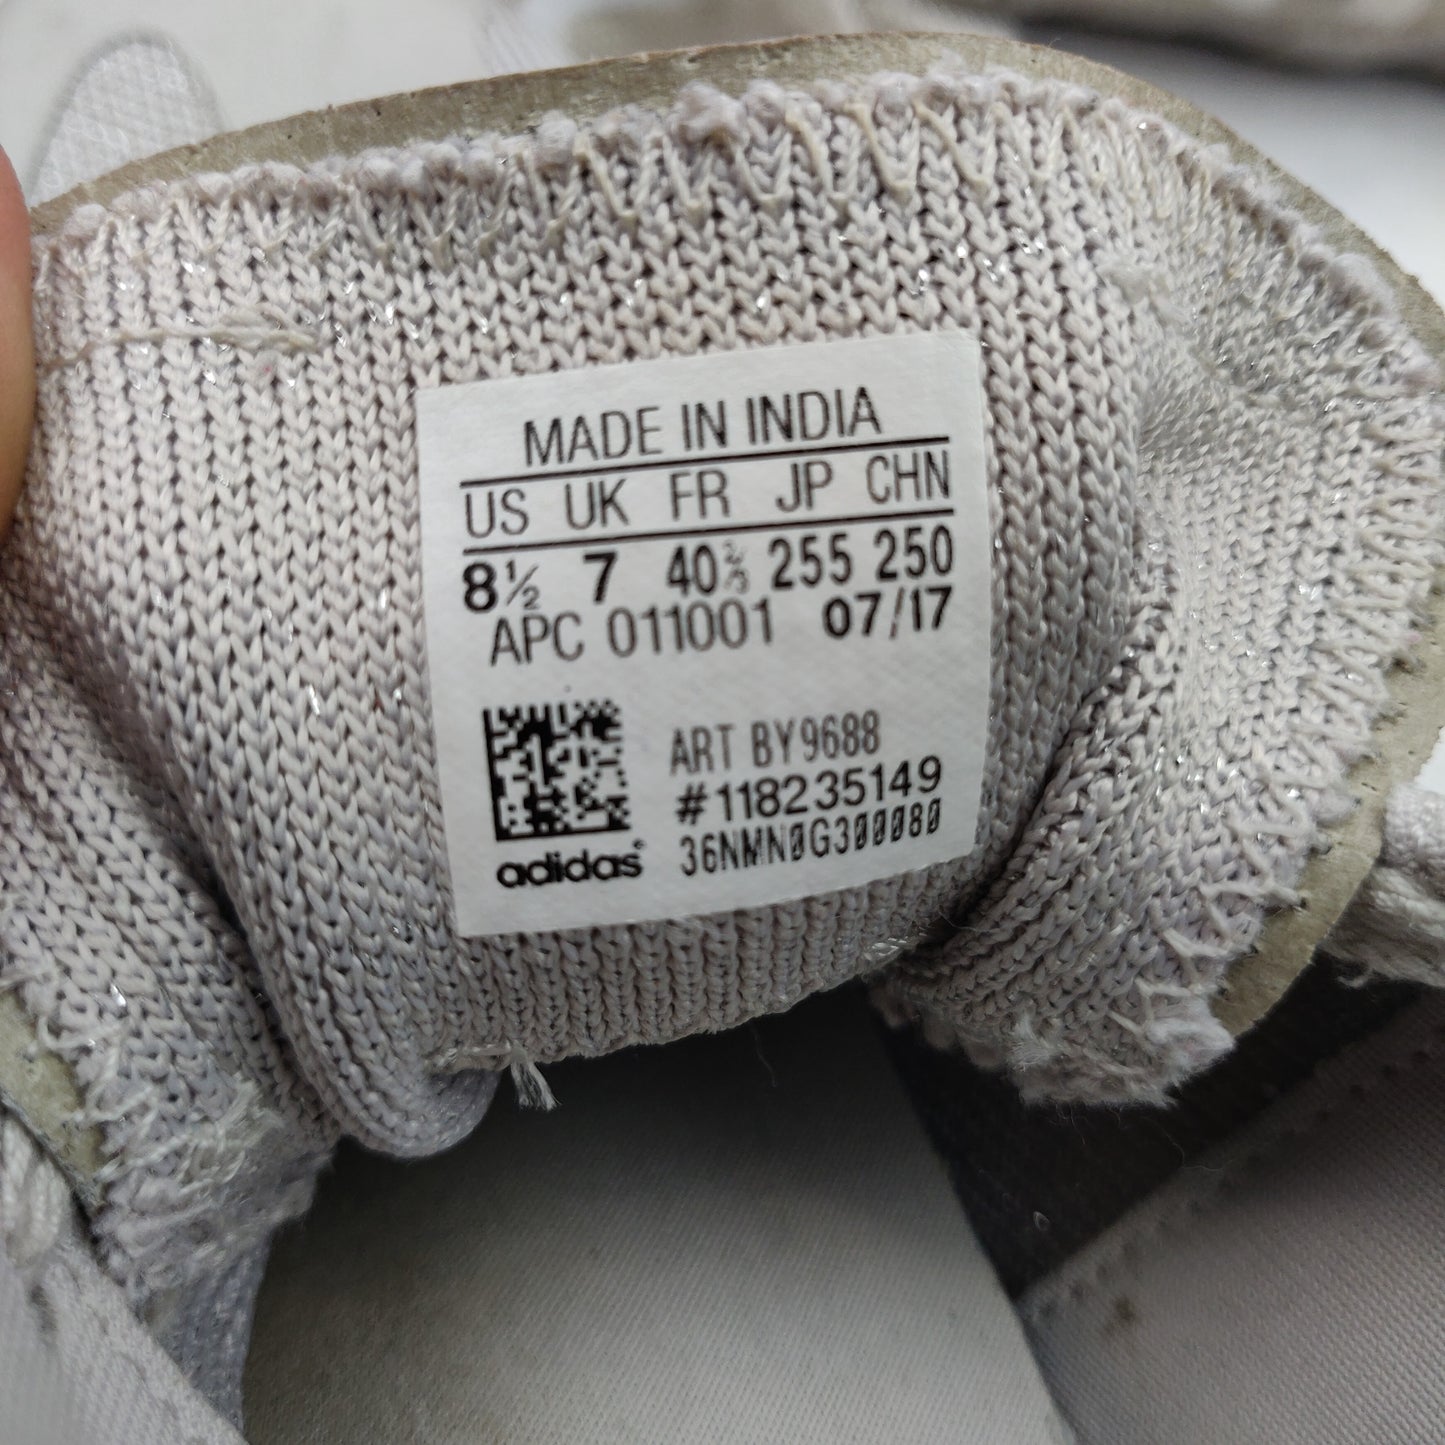 MADE IN INDIA
US UK FR JP CHN
8½ 7 40⅔ 255 250
APC 011001 07/17
ART BY9688
#118235149
adidas 36NMN0G300080